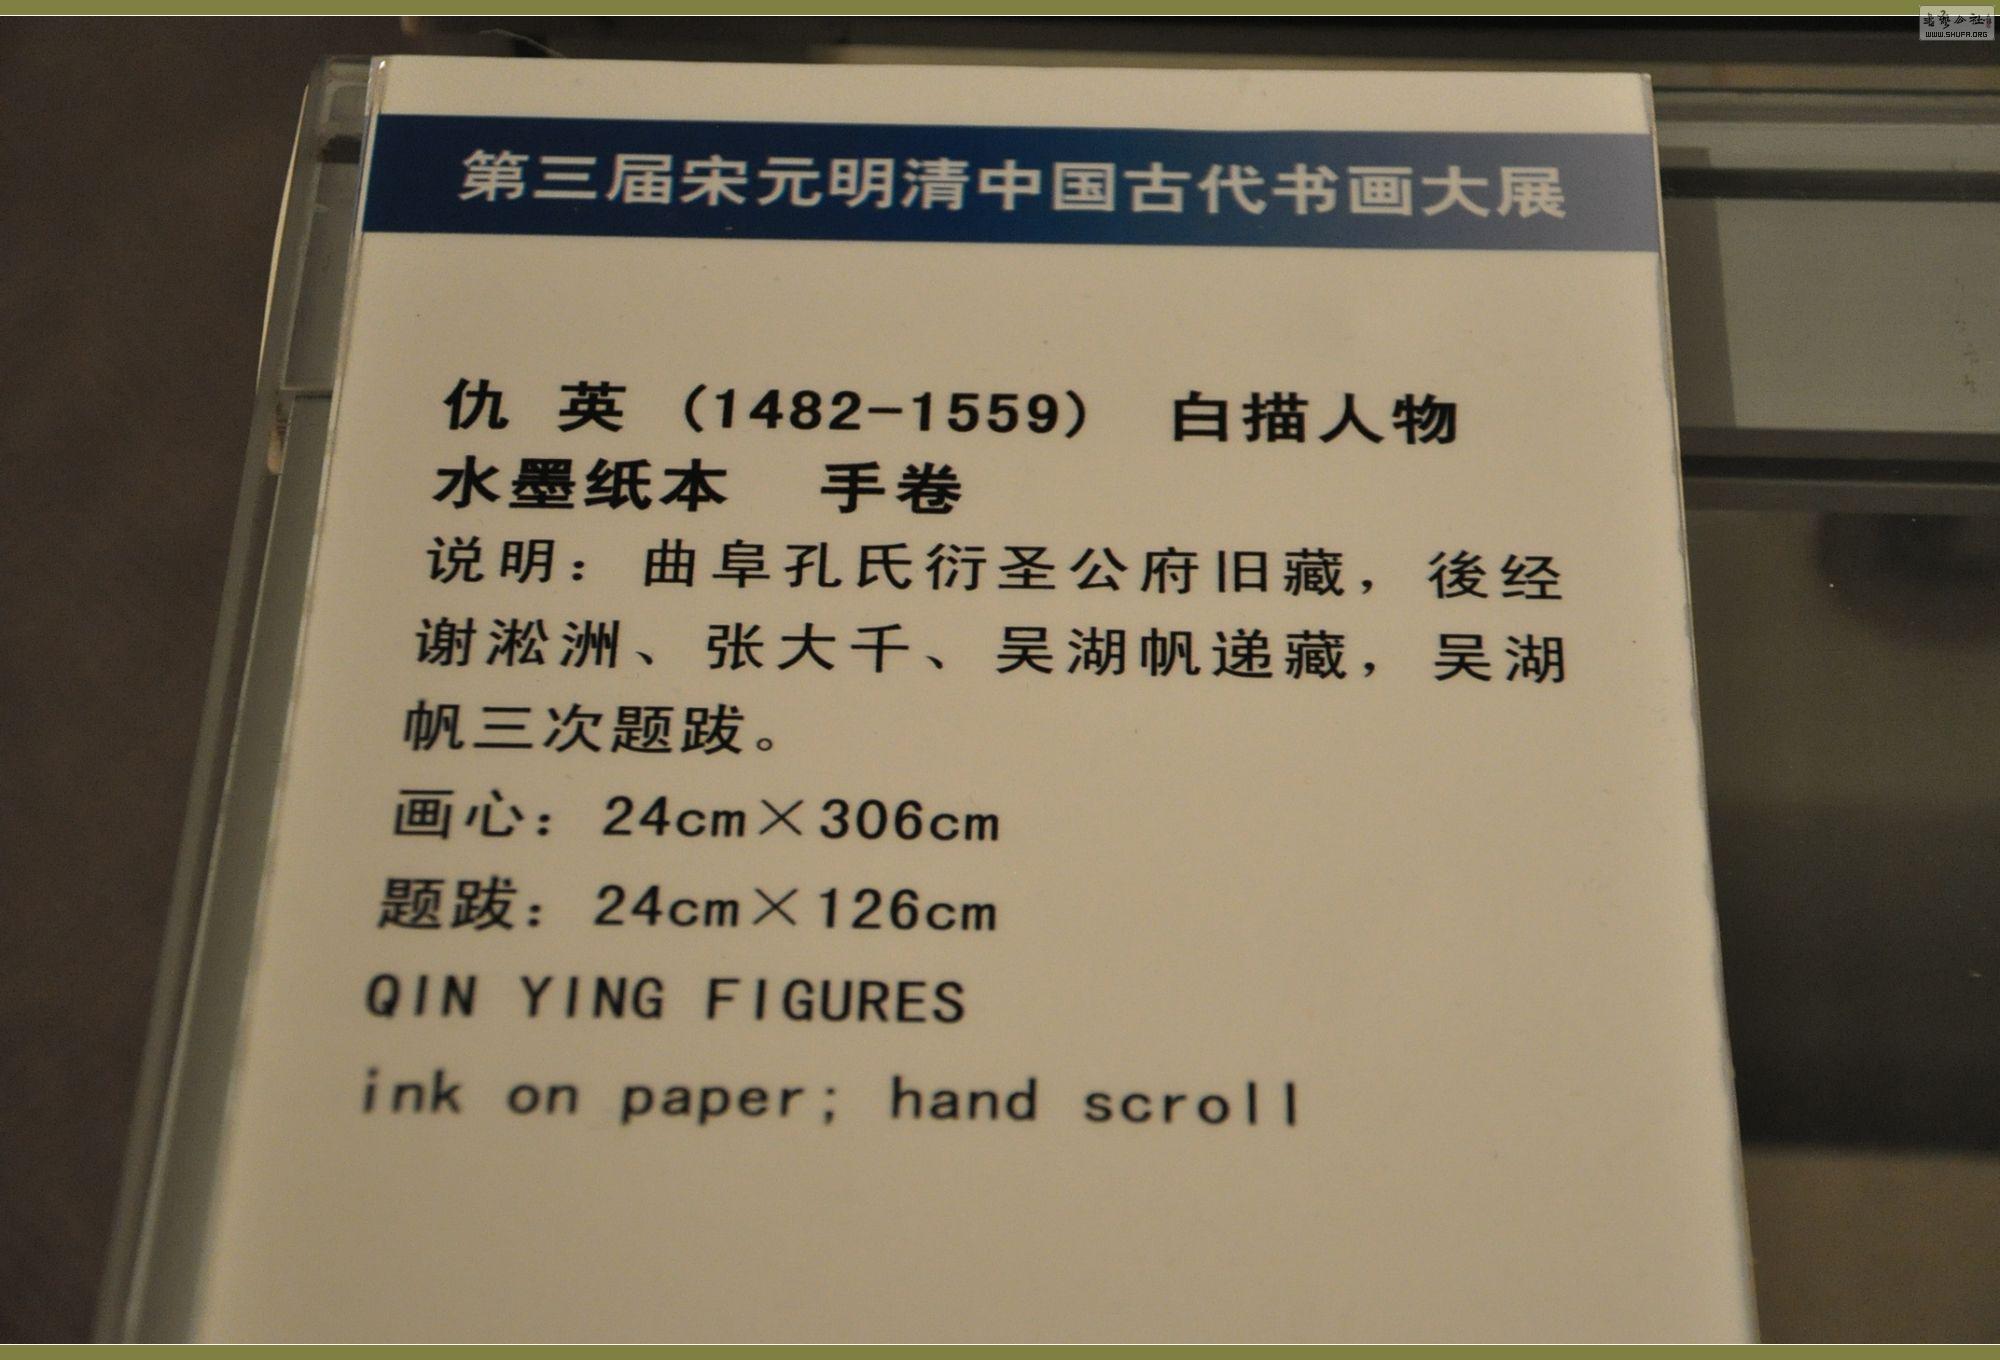 第三届宋元明清中国古代书画大展
仇 英（1482-1559） 白描人物
水墨纸本 手卷
说明：曲阜孔氏衍圣公府旧藏，後经
谢淞洲、张大千、吴湖帆递藏，吴湖
帆三次题跋。
画心：24cm×306cm
题跋：24cm×126cm
QIN YING FIGURES
ink on paper; hand scroll
WWW.SHUFA.ORG